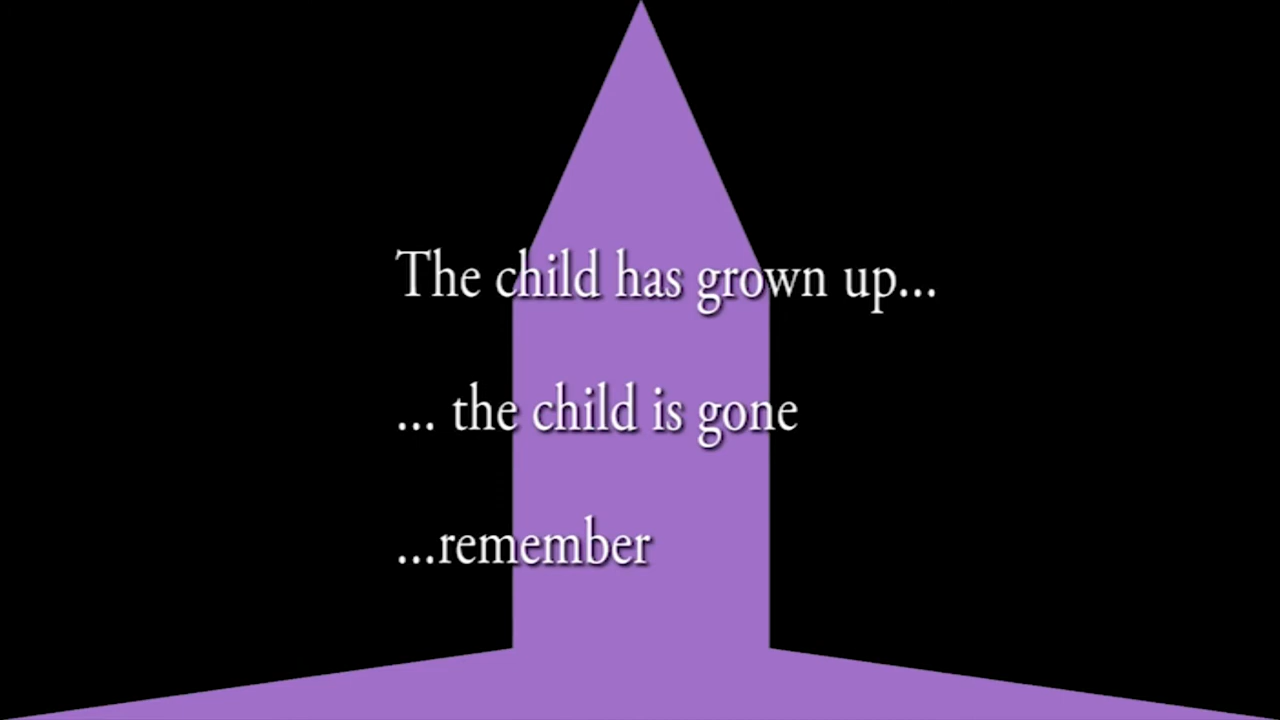 The child has grown up...
... the child is gone
...remember